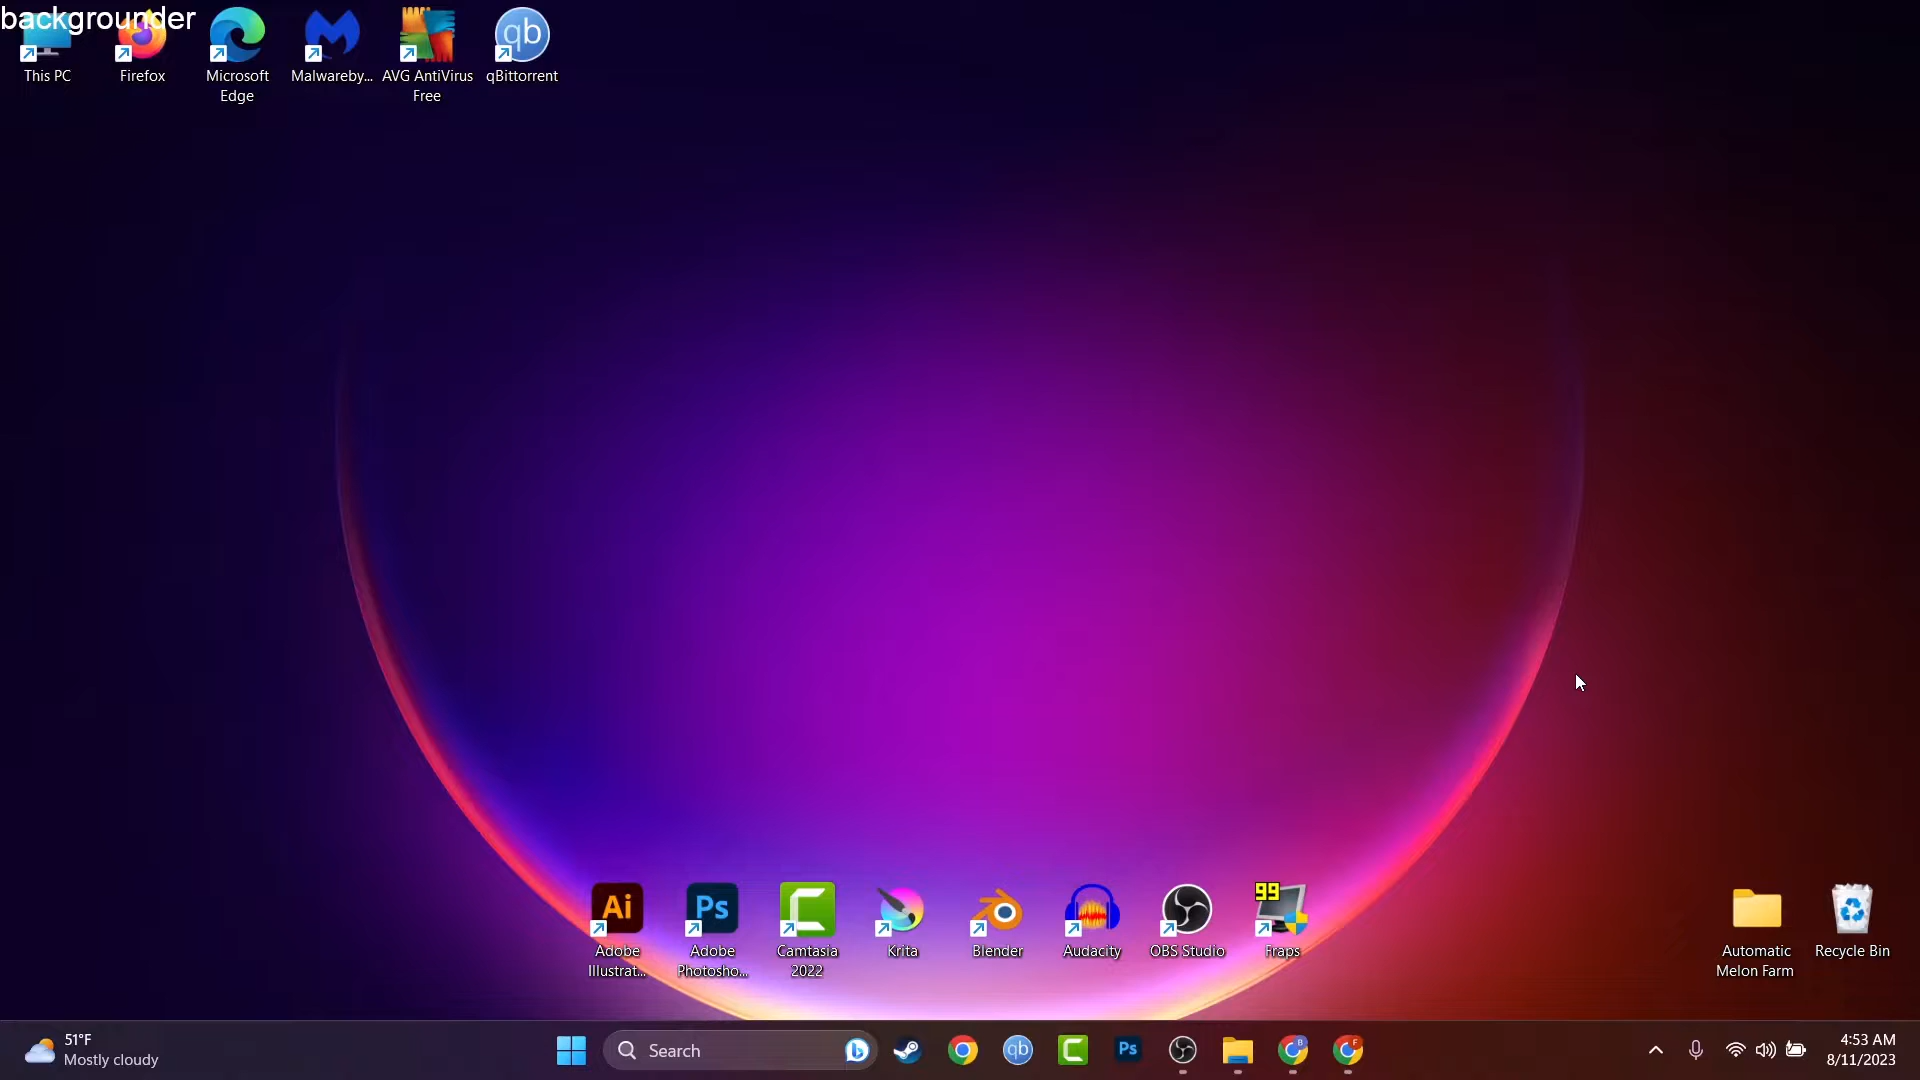 backgrounder
This PC
Firefox
Microsoft
Edge
Malwareby...
AVG AntiVirus
Free
qb
qBittorrent
Ai
Adobe
Illustrat...
Ps
Adobe
Photosho...
Camtasia
2022
Krita
Blender
Audacity
OBS Studio
99
Fraps
Automatic
Melon Farm
Recycle Bin
51°F
Mostly cloudy
Search
b
qb
Ps
B
F
4:53 AM
8/11/2023